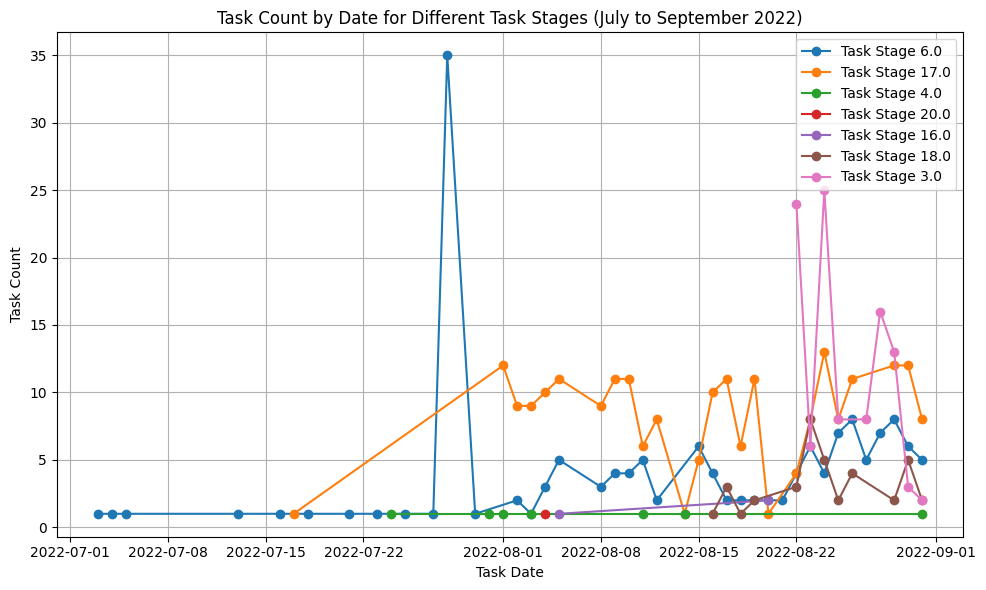 Task Count by Date for Different Task Stages (July to September 2022)
Task Stage 6.0
Task Stage 17.0
Task Stage 4.0
Task Stage 20.0
Task Stage 16.0
Task Stage 18.0
Task Stage 3.0
Task Count
35
30
25
20
15
10
5
0
2022-07-01 2022-07-08 2022-07-15 2022-07-22 2022-08-01 2022-08-08 2022-08-15 2022-08-22 2022-09-01
Task Date